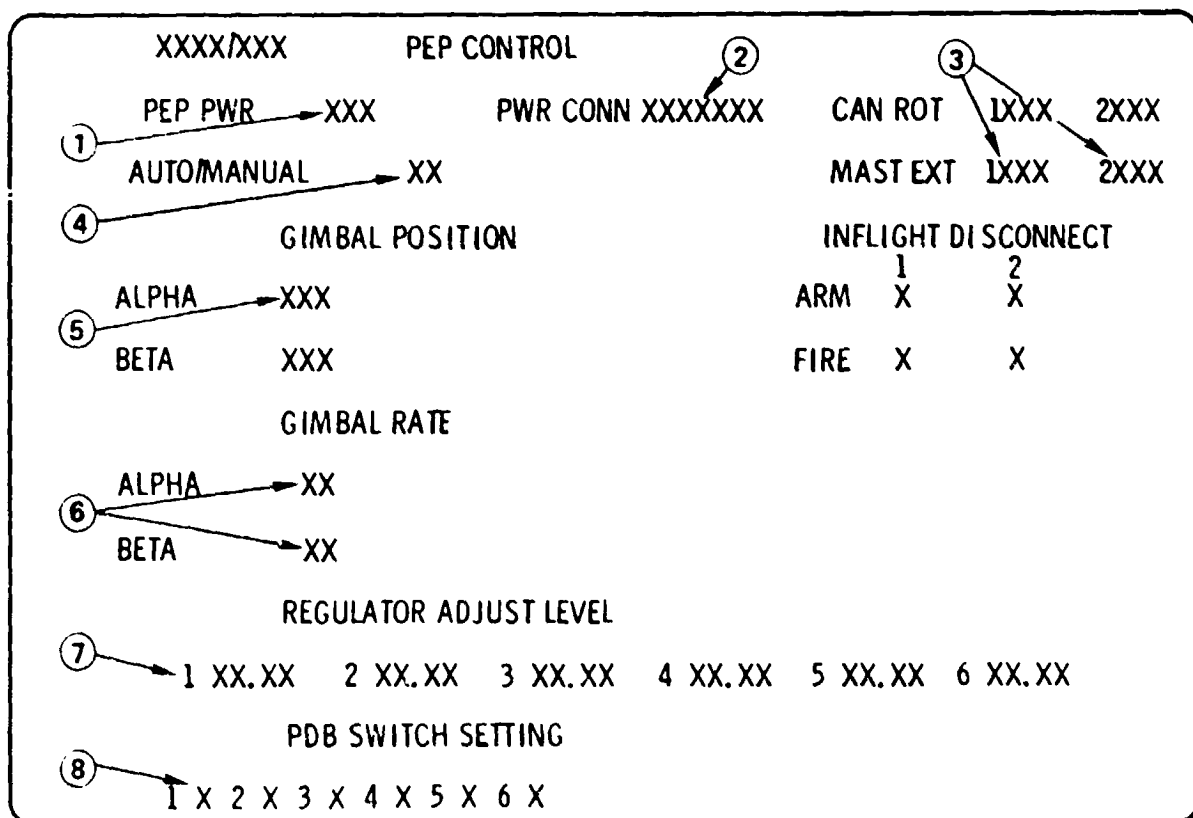 XXXX/XXX PEP CONTROL 2 3
PEP PWR XXX PWR CONN XXXXXXX CAN ROT 1XXX 2XXX
1
AUTO/MANUAL XX MAST EXT 1XXX 2XXX
4
GIMBAL POSITION INFLIGHT DISCONNECT
1 2
ALPHA XXX ARM X X
5
BETA XXX FIRE X X
GIMBAL RATE
ALPHA XX
6
BETA XX
REGULATOR ADJUST LEVEL
7
1 XX.XX 2 XX.XX 3 XX.XX 4 XX.XX 5 XX.XX 6 XX.XX
PDB SWITCH SETTING
8
1 X 2 X 3 X 4 X 5 X 6 X